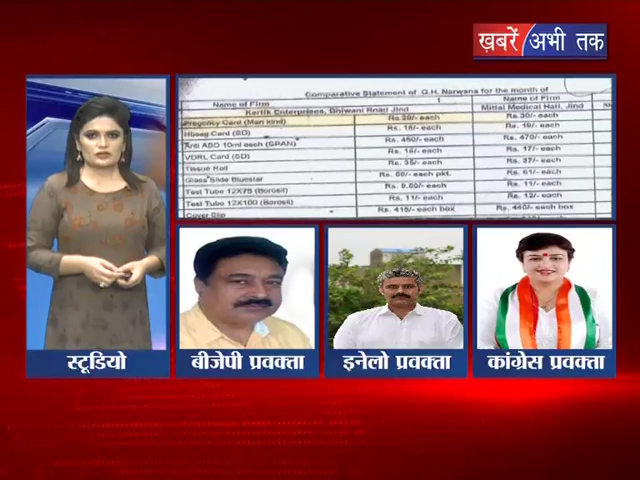 ख़बरें अभी तक
Comparative Statement of G.H. Narwana for the month of
Name of Firm
Name of Firm
Kartik Enterprises, Bhiwani Road Jind
1
Mittal Medical Hall, Jind
Pregency Card (Man kind) Rs.29/- each Rs.30/- each
Hbsag Card (SD) Rs. 18/- each Rs. 19/- each
Anti ABD 10ml each (SPAN) Rs. 460/- each Rs. 470/- each
VDRL Card (SD) Rs. 16/- each Rs. 17/- each
Tissue Roll Rs. 35/- each Rs. 37/- each
Glass Slide Bluestar Rs. 59/- each pkt. Rs. 61/- each
Test Tube 12X75 (Borosil) Rs. 9.50/- each Rs. 11/- each
Test Tube 12X100 (Borosil) Rs. 11/- each Rs. 12/- each
Cover Slip Rs. 415/- each box Rs. 440/- each box
स्टूडियो
बीजेपी प्रवक्ता
इनेलो प्रवक्ता
कांग्रेस प्रवक्ता